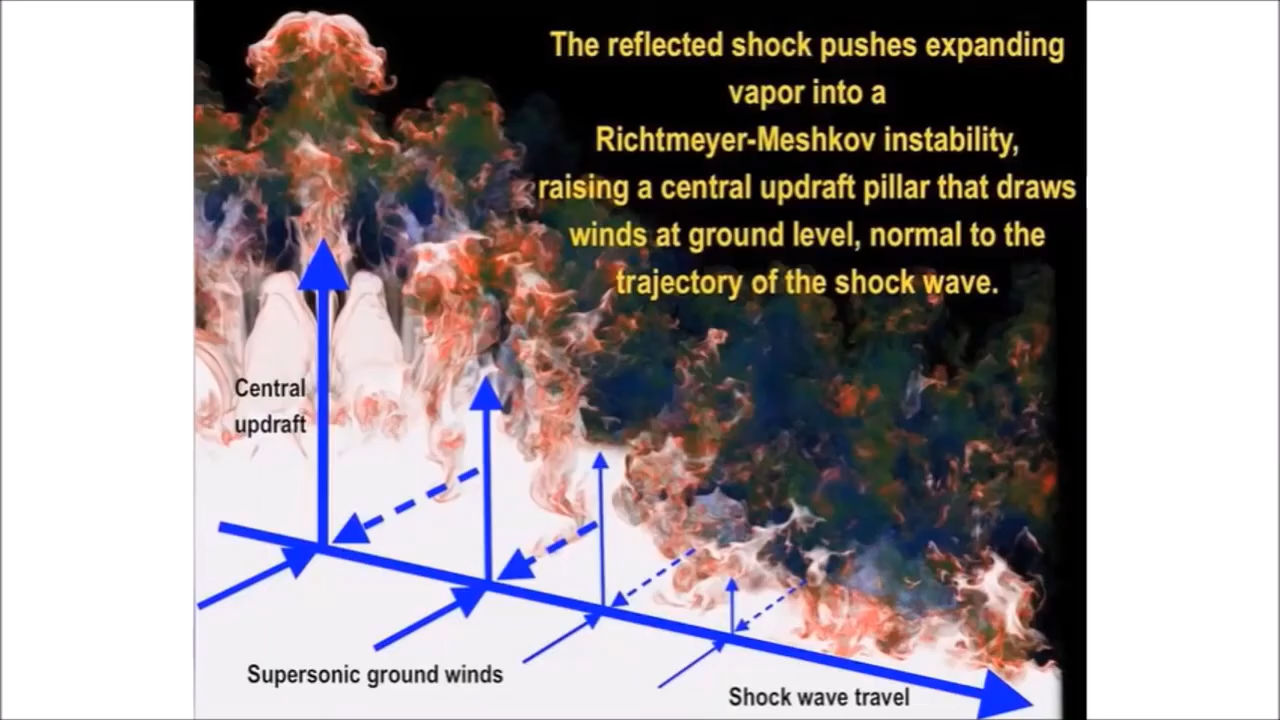 The reflected shock pushes expanding
vapor into a
Richtmeyer-Meshkov instability,
raising a central updraft pillar that draws
winds at ground level, normal to the
trajectory of the shock wave.
Central
updraft
Supersonic ground winds
Shock wave travel